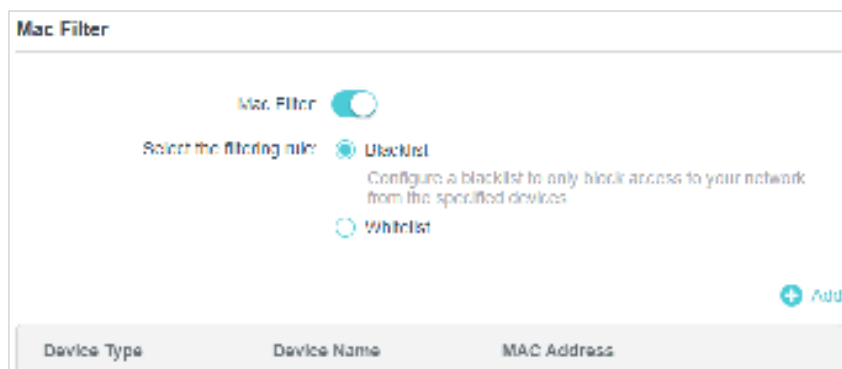 Mac Filter
Mac Filter
Select the filtering rule: Blacklist
Configure a blacklist to only block access to your network
from the specified devices
Whitelist
Add
Device Type Device Name MAC Address